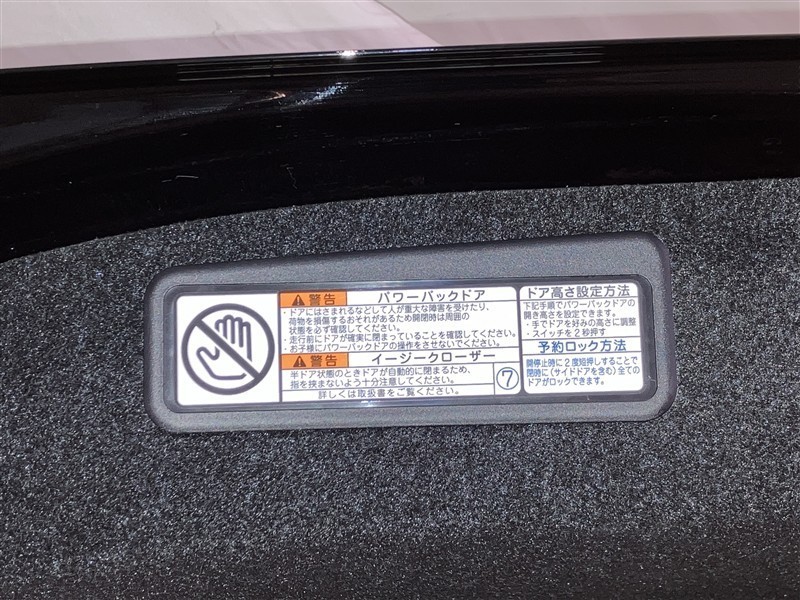 ⚠警告 パワーバックドア
・ドアにはさまれるなどして人が重大な障害を受けたり、
荷物を損傷するおそれがあるため開閉時は周囲の
状態を必ず確認してください。
・走行前にドアが確実に閉まっていることを確認してください。
・お子様にパワーバックドアの操作をさせないでください。
⚠警告 イージークローザー
半ドア状態のときドアが自動的に閉まるため、
指を挟まないよう十分注意してください。
⑦
詳しくは取扱書をご覧ください。
ドア高さ設定方法
下記手順でパワーバックドアの
開き高さを設定できます。
・手でドアを好みの高さに調整
・スイッチを2秒押す
予約ロック方法
開停止時に2度短押しすることで
閉時に(サイドドアを含む)全ての
ドアがロックできます。